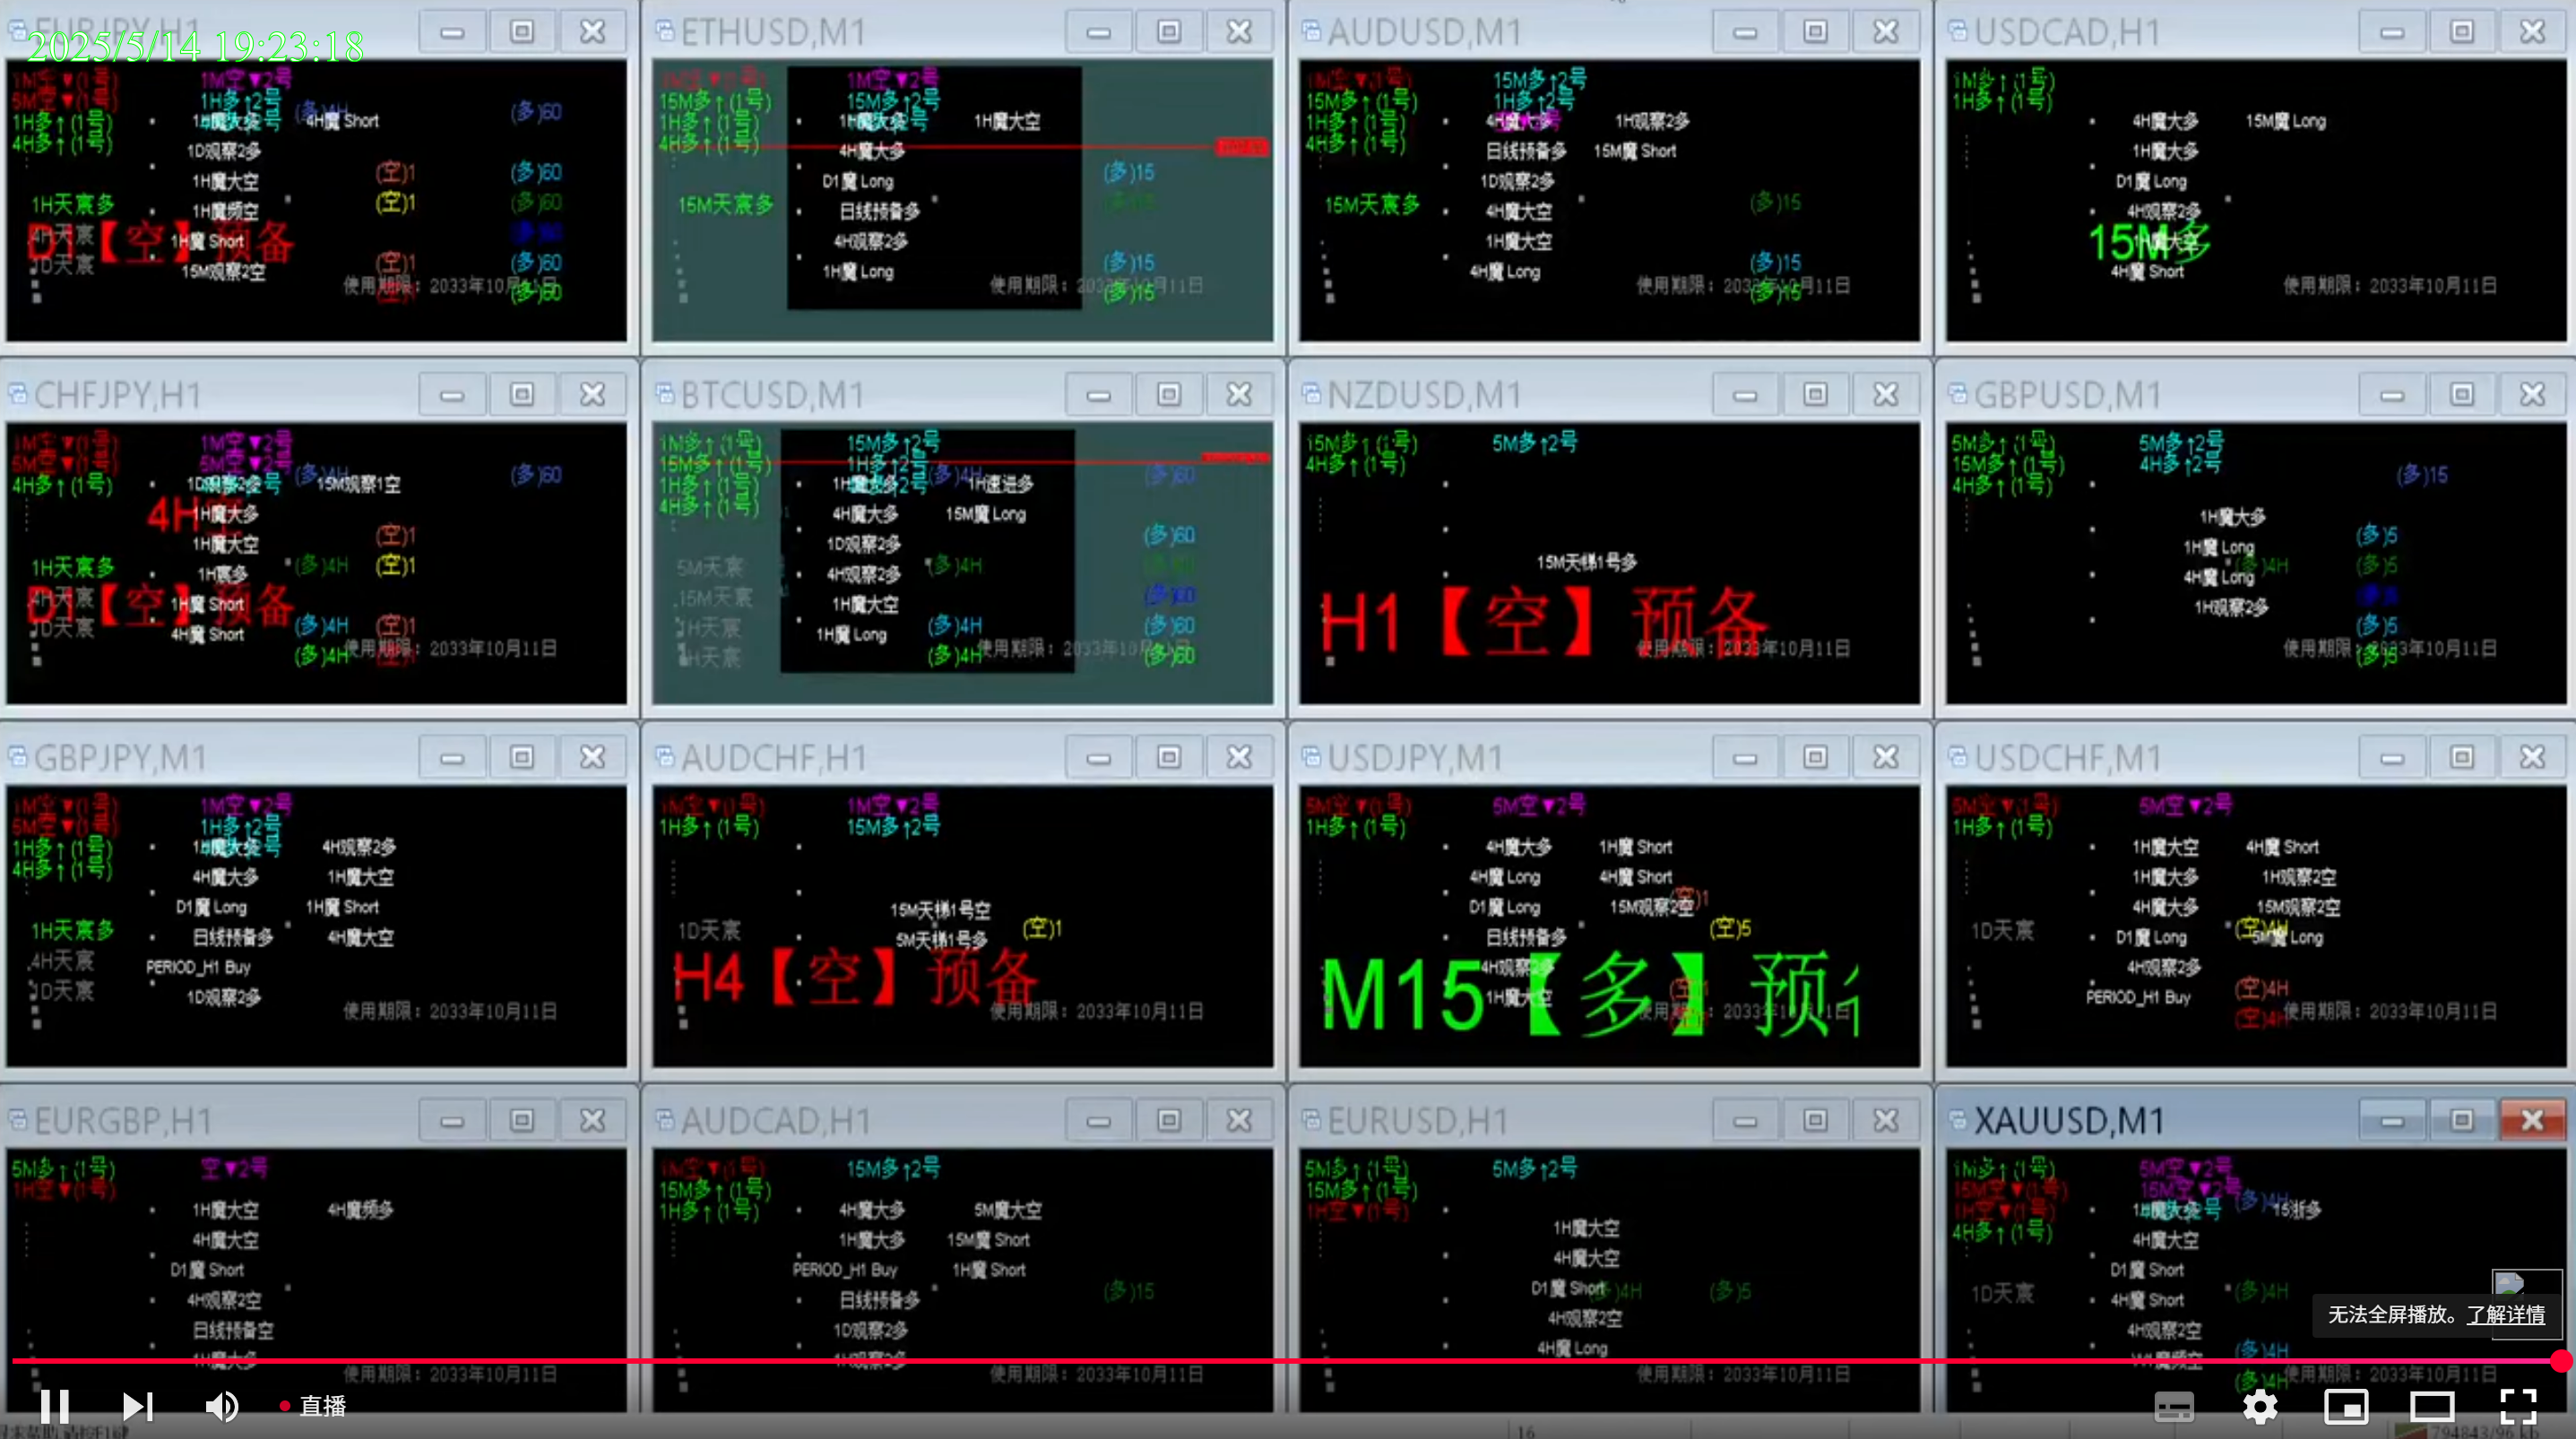 EURJPY,H1
2025/5/14 19:23:18
1M空▼(1号)
1M空▼2号
5M空▼(1号)
1H多↑2号
(多)4H
(多)60
1H多↑(1号)
1H魔大多
4H魔 Short
4H多↑(1号)
1D观察2多
1H魔大空
(空)1
(多)60
1H天宸多
1H魔频空
(空)1
(多)60
D1【空】预备
4H天宸
1H魔 Short
1D天宸
15M观察2空
(空)1
(多)60
使用期限：2033年10月11日
(多)60
ETHUSD,M1
1M空▼(1号)
1M空▼2号
15M多↑(1号)
15M多↑2号
1H多↑(1号)
1H魔大多
1H魔大空
4H多↑(1号)
4H魔大多
D1魔 Long
(多)15
15M天宸多
日线预备多
4H观察2多
1H魔 Long
(多)15
使用期限：2033年10月11日
(多)15
AUDUSD,M1
1M空▼(1号)
15M多↑2号
15M多↑(1号)
1H多↑2号
1H多↑(1号)
4H魔大多
1H观察2多
4H多↑(1号)
日线预备多
15M魔 Short
1D观察2多
15M天宸多
4H魔大空
(多)15
1H魔大空
4H魔 Long
(多)15
使用期限：2033年10月11日
(多)15
USDCAD,H1
1M多↑(1号)
1H多↑(1号)
4H魔大多
15M魔 Long
1H魔大多
D1魔 Long
4H观察2多
15M多
1H魔大空
4H魔 Short
使用期限：2033年10月11日
CHFJPY,H1
1M空▼(1号)
1M空▼2号
5M空▼(1号)
5M空▼2号
4H多↑(1号)
1D观察2多
(多)4H
15M观察1空
(多)60
1H魔大多
1H魔大空
(空)1
1H天宸多
1H宸多
(多)4H
(空)1
D1【空】预备
4H天宸
1H魔 Short
1D天宸
4H魔 Short
(多)4H
(空)1
(多)4H
使用期限：2033年10月11日
BTCUSD,M1
1M多↑(1号)
15M多↑2号
15M多↑(1号)
1H多↑2号
1H多↑(1号)
(多)4H
1H速进多
(多)60
4H多↑(1号)
4H魔大多
15M魔 Long
1D观察2多
(多)60
5M天宸
4H观察2多
(多)4H
15M天宸
1H魔大空
(多)60
1H天宸
1H魔 Long
(多)4H
(多)60
H天宸
(多)4H
使用期限：2033年10月11日
(多)60
NZDUSD,M1
15M多↑(1号)
5M多↑2号
4H多↑(1号)
15M天梯1号多
H1【空】预备
使用期限：2033年10月11日
GBPUSD,M1
5M多↑(1号)
5M多↑2号
15M多↑(1号)
4H多↑2号
4H多↑(1号)
(多)15
1H魔大多
1H魔 Long
(多)5
4H魔 Long
(多)4H
(多)5
1H观察2多
(多)5
使用期限：2033年10月11日
(多)5
GBPJPY,M1
1M空▼(1号)
1M空▼2号
5M空▼(1号)
1H多↑2号
1H多↑(1号)
1H魔大多
4H观察2多
4H多↑(1号)
4H魔大多
1H魔大空
D1魔 Long
1H魔 Short
1H天宸多
日线预备多
4H魔大空
4H天宸
PERIOD_H1 Buy
1D天宸
1D观察2多
使用期限：2033年10月11日
AUDCHF,H1
1M空▼(1号)
1M空▼2号
1H多↑(1号)
15M多↑2号
15M天梯1号空
1D天宸
5M天梯1号多
(空)1
H4【空】预备
使用期限：2033年10月11日
USDJPY,M1
5M空▼(1号)
5M空▼2号
1H多↑(1号)
4H魔大多
1H魔 Short
4H魔 Long
4H魔 Short
(空)1
D1魔 Long
15M观察2空
日线预备多
(空)5
4H观察2多
M15【多】预
1H魔大空
使用期限：2033年10月11日
USDCHF,M1
5M空▼(1号)
5M空▼2号
1H多↑(1号)
1H魔大空
4H魔 Short
1H魔大多
1H观察2空
4H魔大多
15M观察2空
1D天宸
D1魔 Long
(空)4H
5M魔 Long
4H观察2多
PERIOD_H1 Buy
(空)4H
(空)4H
使用期限：2033年10月11日
EURGBP,H1
5M多↑(1号)
空▼2号
1H空▼(1号)
1H魔大空
4H魔频多
4H魔大空
D1魔 Short
4H观察2空
日线预备空
1H魔大多
使用期限：2033年10月11日
AUDCAD,H1
1M空▼(1号)
15M多↑2号
15M多↑(1号)
1H多↑(1号)
4H魔大多
5M魔大空
1H魔大多
15M魔 Short
PERIOD_H1 Buy
1H魔 Short
日线预备多
(多)15
1D观察2多
4H观察2多
使用期限：2033年10月11日
EURUSD,H1
5M多↑(1号)
5M多↑2号
15M多↑(1号)
1H空▼(1号)
1H魔大空
4H魔大空
D1魔 Short
(多)4H
(多)5
4H观察2空
4H魔 Long
使用期限：2033年10月11日
XAUUSD,M1
1M多↑(1号)
5M空▼2号
15M空▼(1号)
15M空▼2号
1H空▼(1号)
(多)4H
15浙多
4H多↑(1号)
4H魔大空
D1魔 Short
1D天宸
4H魔 Short
(多)4H
4H观察2空
(多)4H
(多)4H
使用期限：2033年10月11日
无法全屏播放。了解详情
直播
16
794843/96 kb